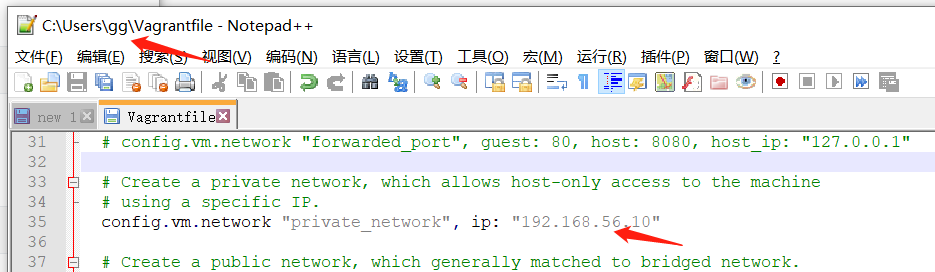 C:\Users\gg\Vagrantfile - Notepad++
文件(F) 编辑(E) 搜索(S) 视图(V) 编码(N) 语言(L) 设置(T) 工具(O) 宏(M) 运行(R) 插件(P) 窗口(W) ?
new 1 Vagrantfile
31 # config.vm.network "forwarded_port", guest: 80, host: 8080, host_ip: "127.0.0.1"
32
33 # Create a private network, which allows host-only access to the machine
34 # using a specific IP.
35 config.vm.network "private_network", ip: "192.168.56.10"
36
37 # Create a public network, which generally matched to bridged network.